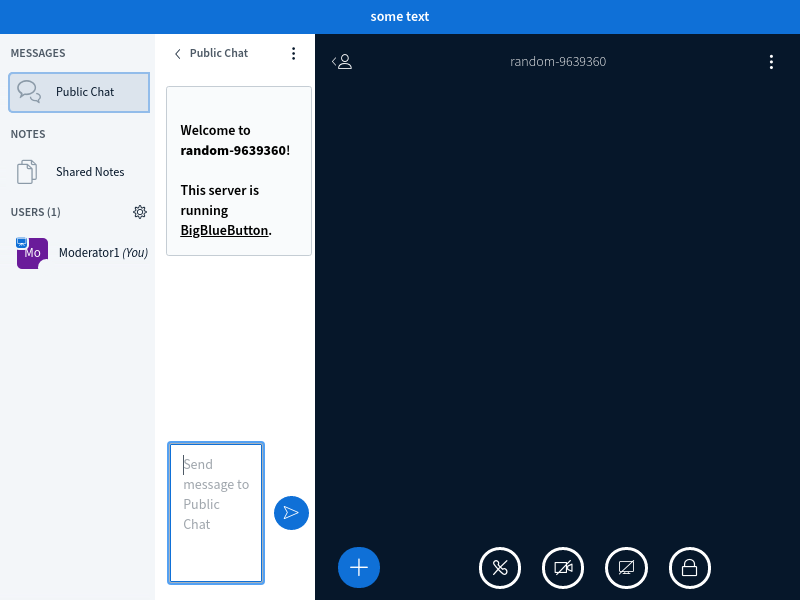 some text
MESSAGES
Public Chat
NOTES
Shared Notes
USERS (1)
Mo
Moderator1 (You)
Public Chat
Welcome to
random-9639360!
This server is
running
BigBlueButton.
Send
message to
Public
Chat
random-9639360